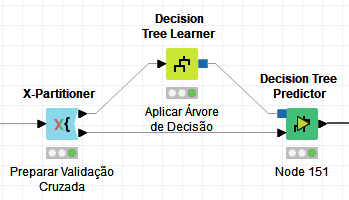 Decision
Tree Learner
X-Partitioner
Aplicar Árvore
de Decisão
Decision Tree
Predictor
Preparar Validação
Cruzada
Node 151